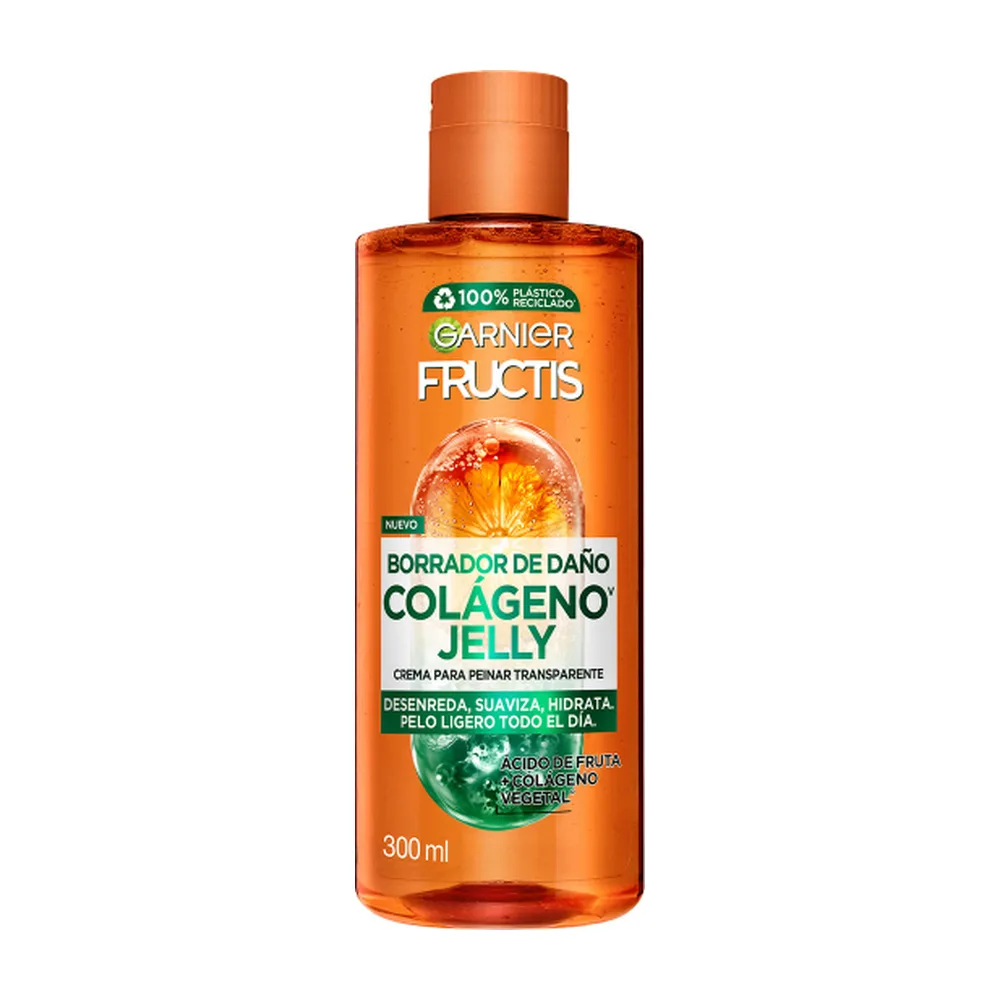 100% PLÁSTICO
RECICLADO*
GARNIER
FRUCTIS
NUEVO
BORRADOR DE DAÑO
COLÁGENO^V
JELLY
CREMA PARA PEINAR TRANSPARENTE
DESENREDA, SUAVIZA, HIDRATA.
PELO LIGERO TODO EL DÍA.
ÁCIDO DE FRUTA
+ COLÁGENO
VEGETAL
300 ml